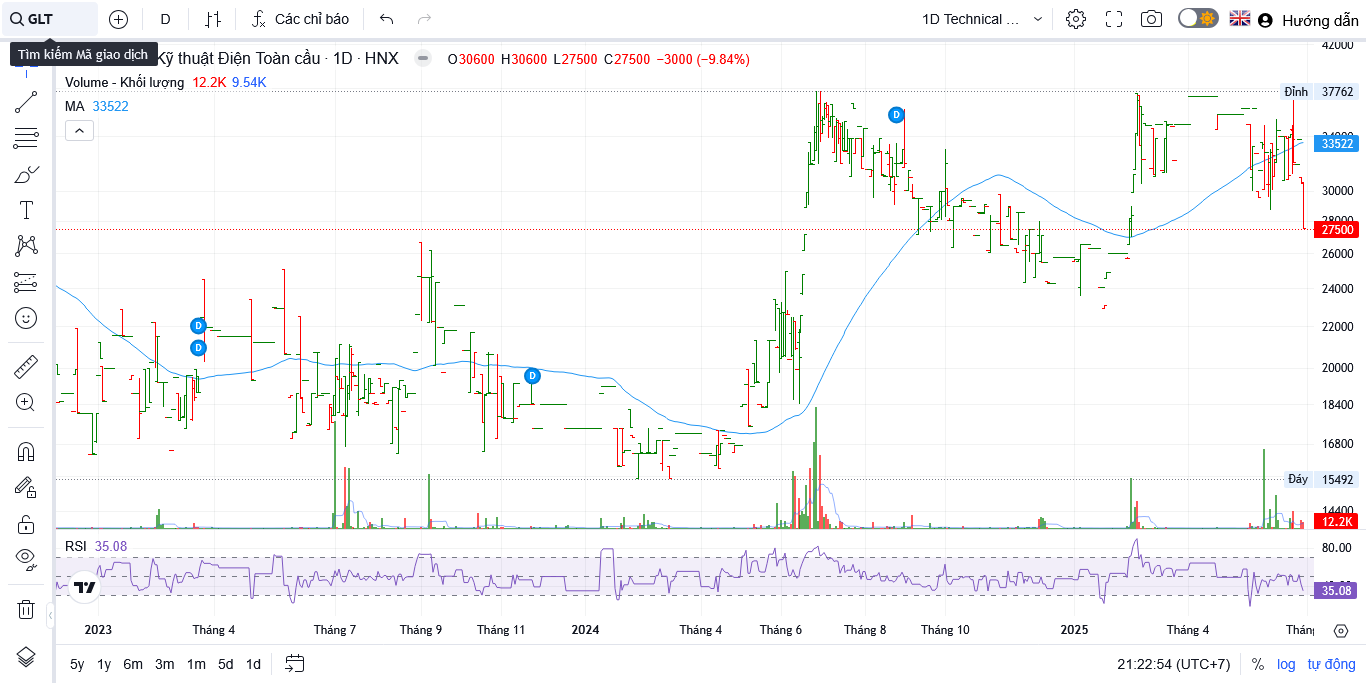 GLT
D
Các chỉ báo
1D Technical ...
Hướng dẫn
Tìm kiếm Mã giao dịch
Kỹ thuật Điện Toàn cầu · 1D · HNX
O30600 H30600 L27500 C27500 −3000 (−9.84%)
Volume - Khối lượng 12.2K 9.54K
MA 33522
42000
Đỉnh 37762
34000
33522
30000
28000
27500
26000
24000
22000
20000
18400
16800
Đáy 15492
14400
12.2K
D
D
D
D
RSI 35.08
80.00
35.08
2023 Tháng 4 Tháng 7 Tháng 9 Tháng 11 2024 Tháng 4 Tháng 6 Tháng 8 Tháng 10 2025 Tháng 4
5y 1y 6m 3m 1m 5d 1d
21:22:54 (UTC+7) % log tự động